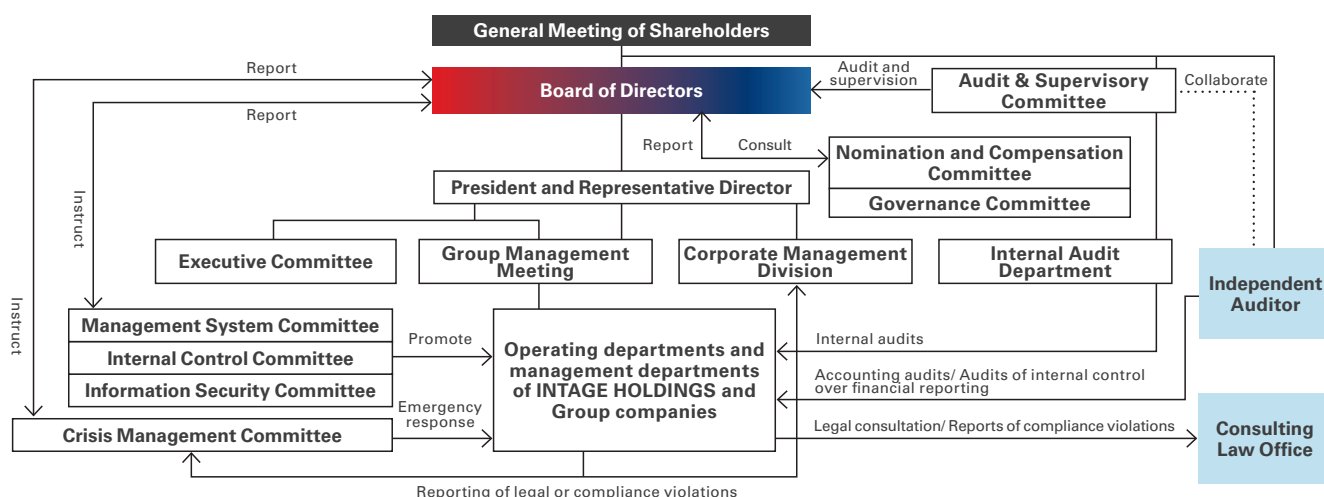 General Meeting of Shareholders
Report
Board of Directors
Audit and
supervision
Audit & Supervisory
Committee
Collaborate
Report
Report
Consult
Nomination and Compensation
Committee
Governance Committee
President and Representative Director
Instruct
Executive Committee
Group Management
Meeting
Corporate Management
Division
Internal Audit
Department
Independent
Auditor
Instruct
Management System Committee
Internal Control Committee
Information Security Committee
Promote
Operating departments and
management departments
of INTAGE HOLDINGS and
Group companies
Internal audits
Accounting audits/ Audits of internal control
over financial reporting
Emergency
response
Crisis Management Committee
Legal consultation/ Reports of compliance violations
Consulting
Law Office
Reporting of legal or compliance violations